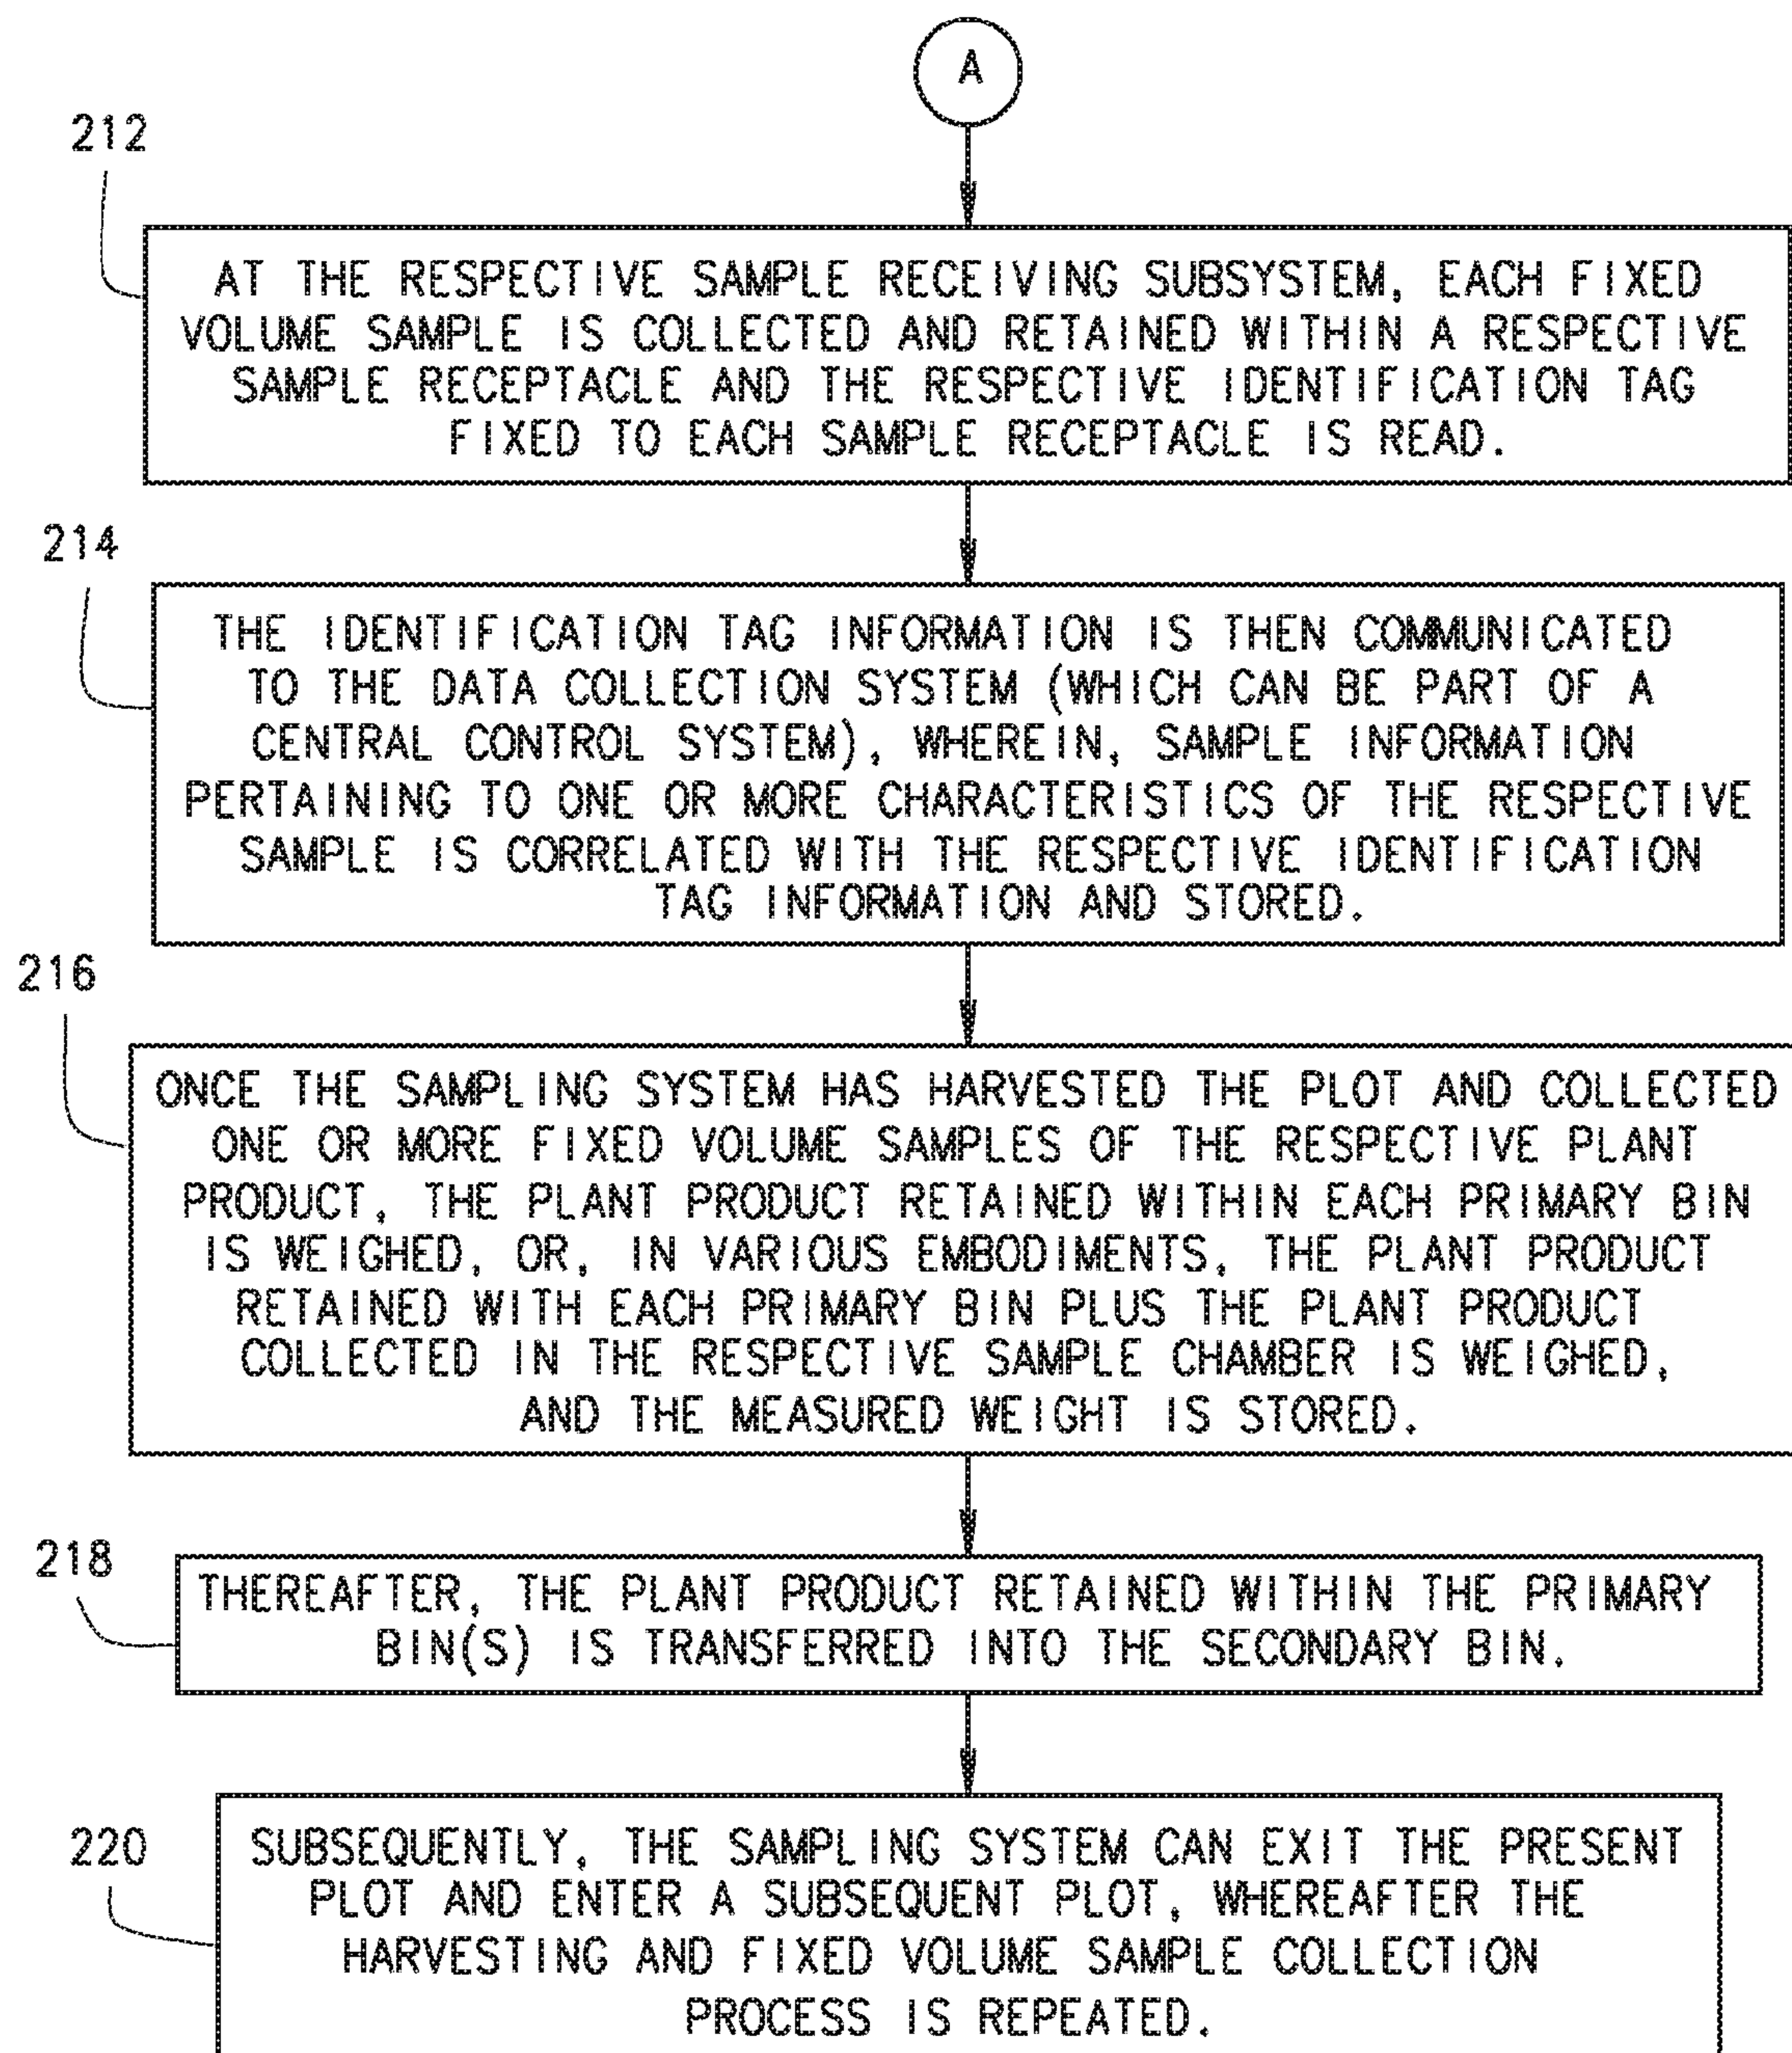 A
212
AT THE RESPECTIVE SAMPLE RECEIVING SUBSYSTEM, EACH FIXED
VOLUME SAMPLE IS COLLECTED AND RETAINED WITHIN A RESPECTIVE
SAMPLE RECEPTACLE AND THE RESPECTIVE IDENTIFICATION TAG
FIXED TO EACH SAMPLE RECEPTACLE IS READ.
214
THE IDENTIFICATION TAG INFORMATION IS THEN COMMUNICATED
TO THE DATA COLLECTION SYSTEM (WHICH CAN BE PART OF A
CENTRAL CONTROL SYSTEM), WHEREIN, SAMPLE INFORMATION
PERTAINING TO ONE OR MORE CHARACTERISTICS OF THE RESPECTIVE
SAMPLE IS CORRELATED WITH THE RESPECTIVE IDENTIFICATION
TAG INFORMATION AND STORED.
216
ONCE THE SAMPLING SYSTEM HAS HARVESTED THE PLOT AND COLLECTED
ONE OR MORE FIXED VOLUME SAMPLES OF THE RESPECTIVE PLANT
PRODUCT, THE PLANT PRODUCT RETAINED WITHIN EACH PRIMARY BIN
IS WEIGHED, OR, IN VARIOUS EMBODIMENTS, THE PLANT PRODUCT
RETAINED WITH EACH PRIMARY BIN PLUS THE PLANT PRODUCT
COLLECTED IN THE RESPECTIVE SAMPLE CHAMBER IS WEIGHED,
AND THE MEASURED WEIGHT IS STORED.
218
THEREAFTER, THE PLANT PRODUCT RETAINED WITHIN THE PRIMARY
BIN(S) IS TRANSFERRED INTO THE SECONDARY BIN.
220
SUBSEQUENTLY, THE SAMPLING SYSTEM CAN EXIT THE PRESENT
PLOT AND ENTER A SUBSEQUENT PLOT, WHEREAFTER THE
HARVESTING AND FIXED VOLUME SAMPLE COLLECTION
PROCESS IS REPEATED.